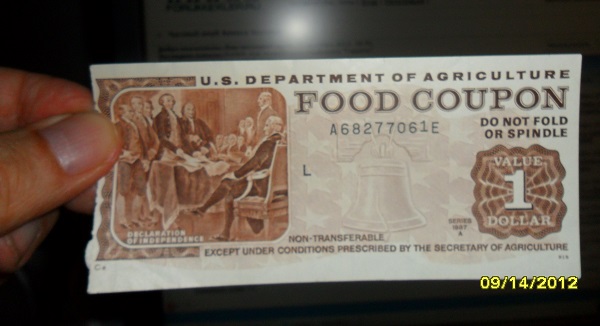 U.S. DEPARTMENT OF AGRICULTURE
FOOD COUPON
DO NOT FOLD
OR SPINDLE
A68277061E
L
VALUE
1
DOLLAR
DECLARATION
OF INDEPENDENCE
NON-TRANSFERABLE
EXCEPT UNDER CONDITIONS PRESCRIBED BY THE SECRETARY OF AGRICULTURE
SERIES
1997
A
09/14/2012